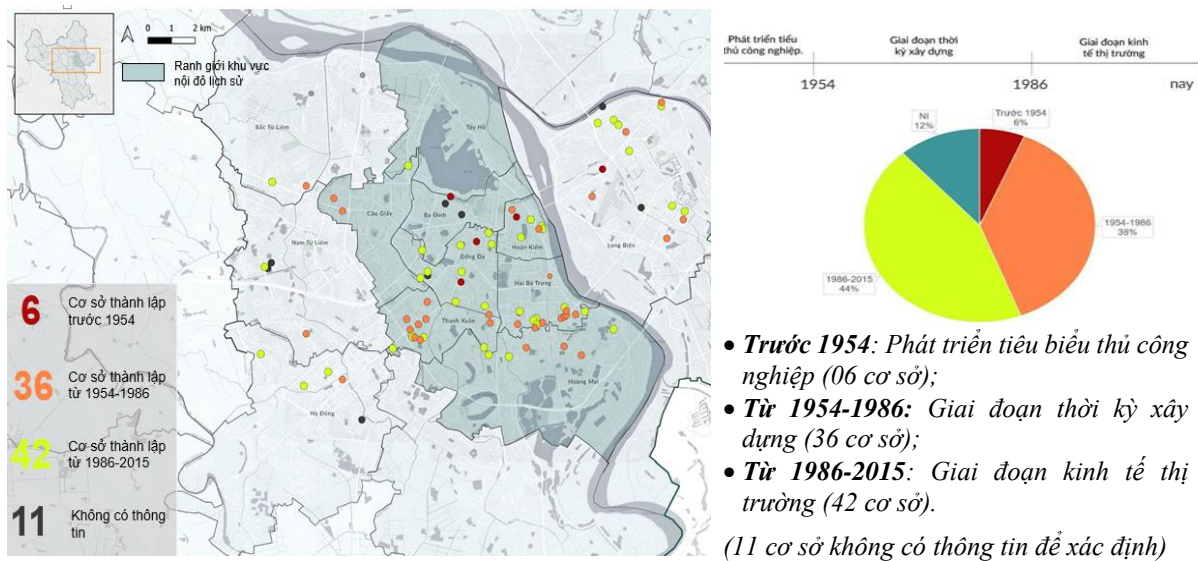 0 1 2 km
Ranh giới khu vực
nội đô lịch sử
Bắc Từ Liêm
Tây Hồ
Cầu Giấy
Ba Đình
Nam Từ Liêm
Hoàn Kiếm
Long Biên
Đống Đa
Hai Bà Trưng
Thanh Xuân
Hoàng Mai
Hà Đông
6 Cơ sở thành lập
trước 1954
36 Cơ sở thành lập
từ 1954-1986
42 Cơ sở thành lập
từ 1986-2015
11 Không có thông
tin
Phát triển tiểu
thủ công nghiệp.
Giai đoạn thời
kỳ xây dựng
Giai đoạn kinh
tế thị trường
1954
1986
nay
NI
12%
Trước 1954
6%
1954-1986
38%
1986-2015
44%
• Trước 1954: Phát triển tiêu biểu thủ công
nghiệp (06 cơ sở);
• Từ 1954-1986: Giai đoạn thời kỳ xây
dựng (36 cơ sở);
• Từ 1986-2015: Giai đoạn kinh tế thị
trường (42 cơ sở).
(11 cơ sở không có thông tin để xác định)